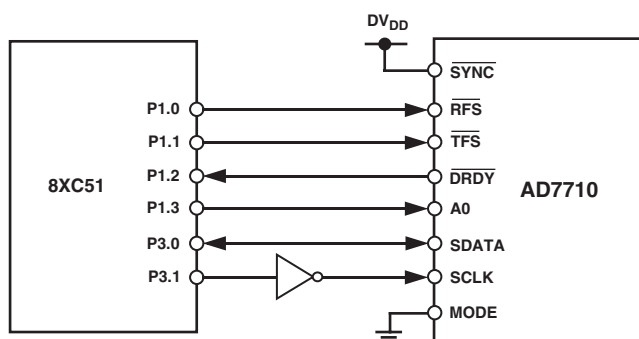 DVDD
SYNC
P1.0 RFS
P1.1 TFS
8XC51 P1.2 DRDY AD7710
P1.3 A0
P3.0 SDATA
P3.1 SCLK
MODE